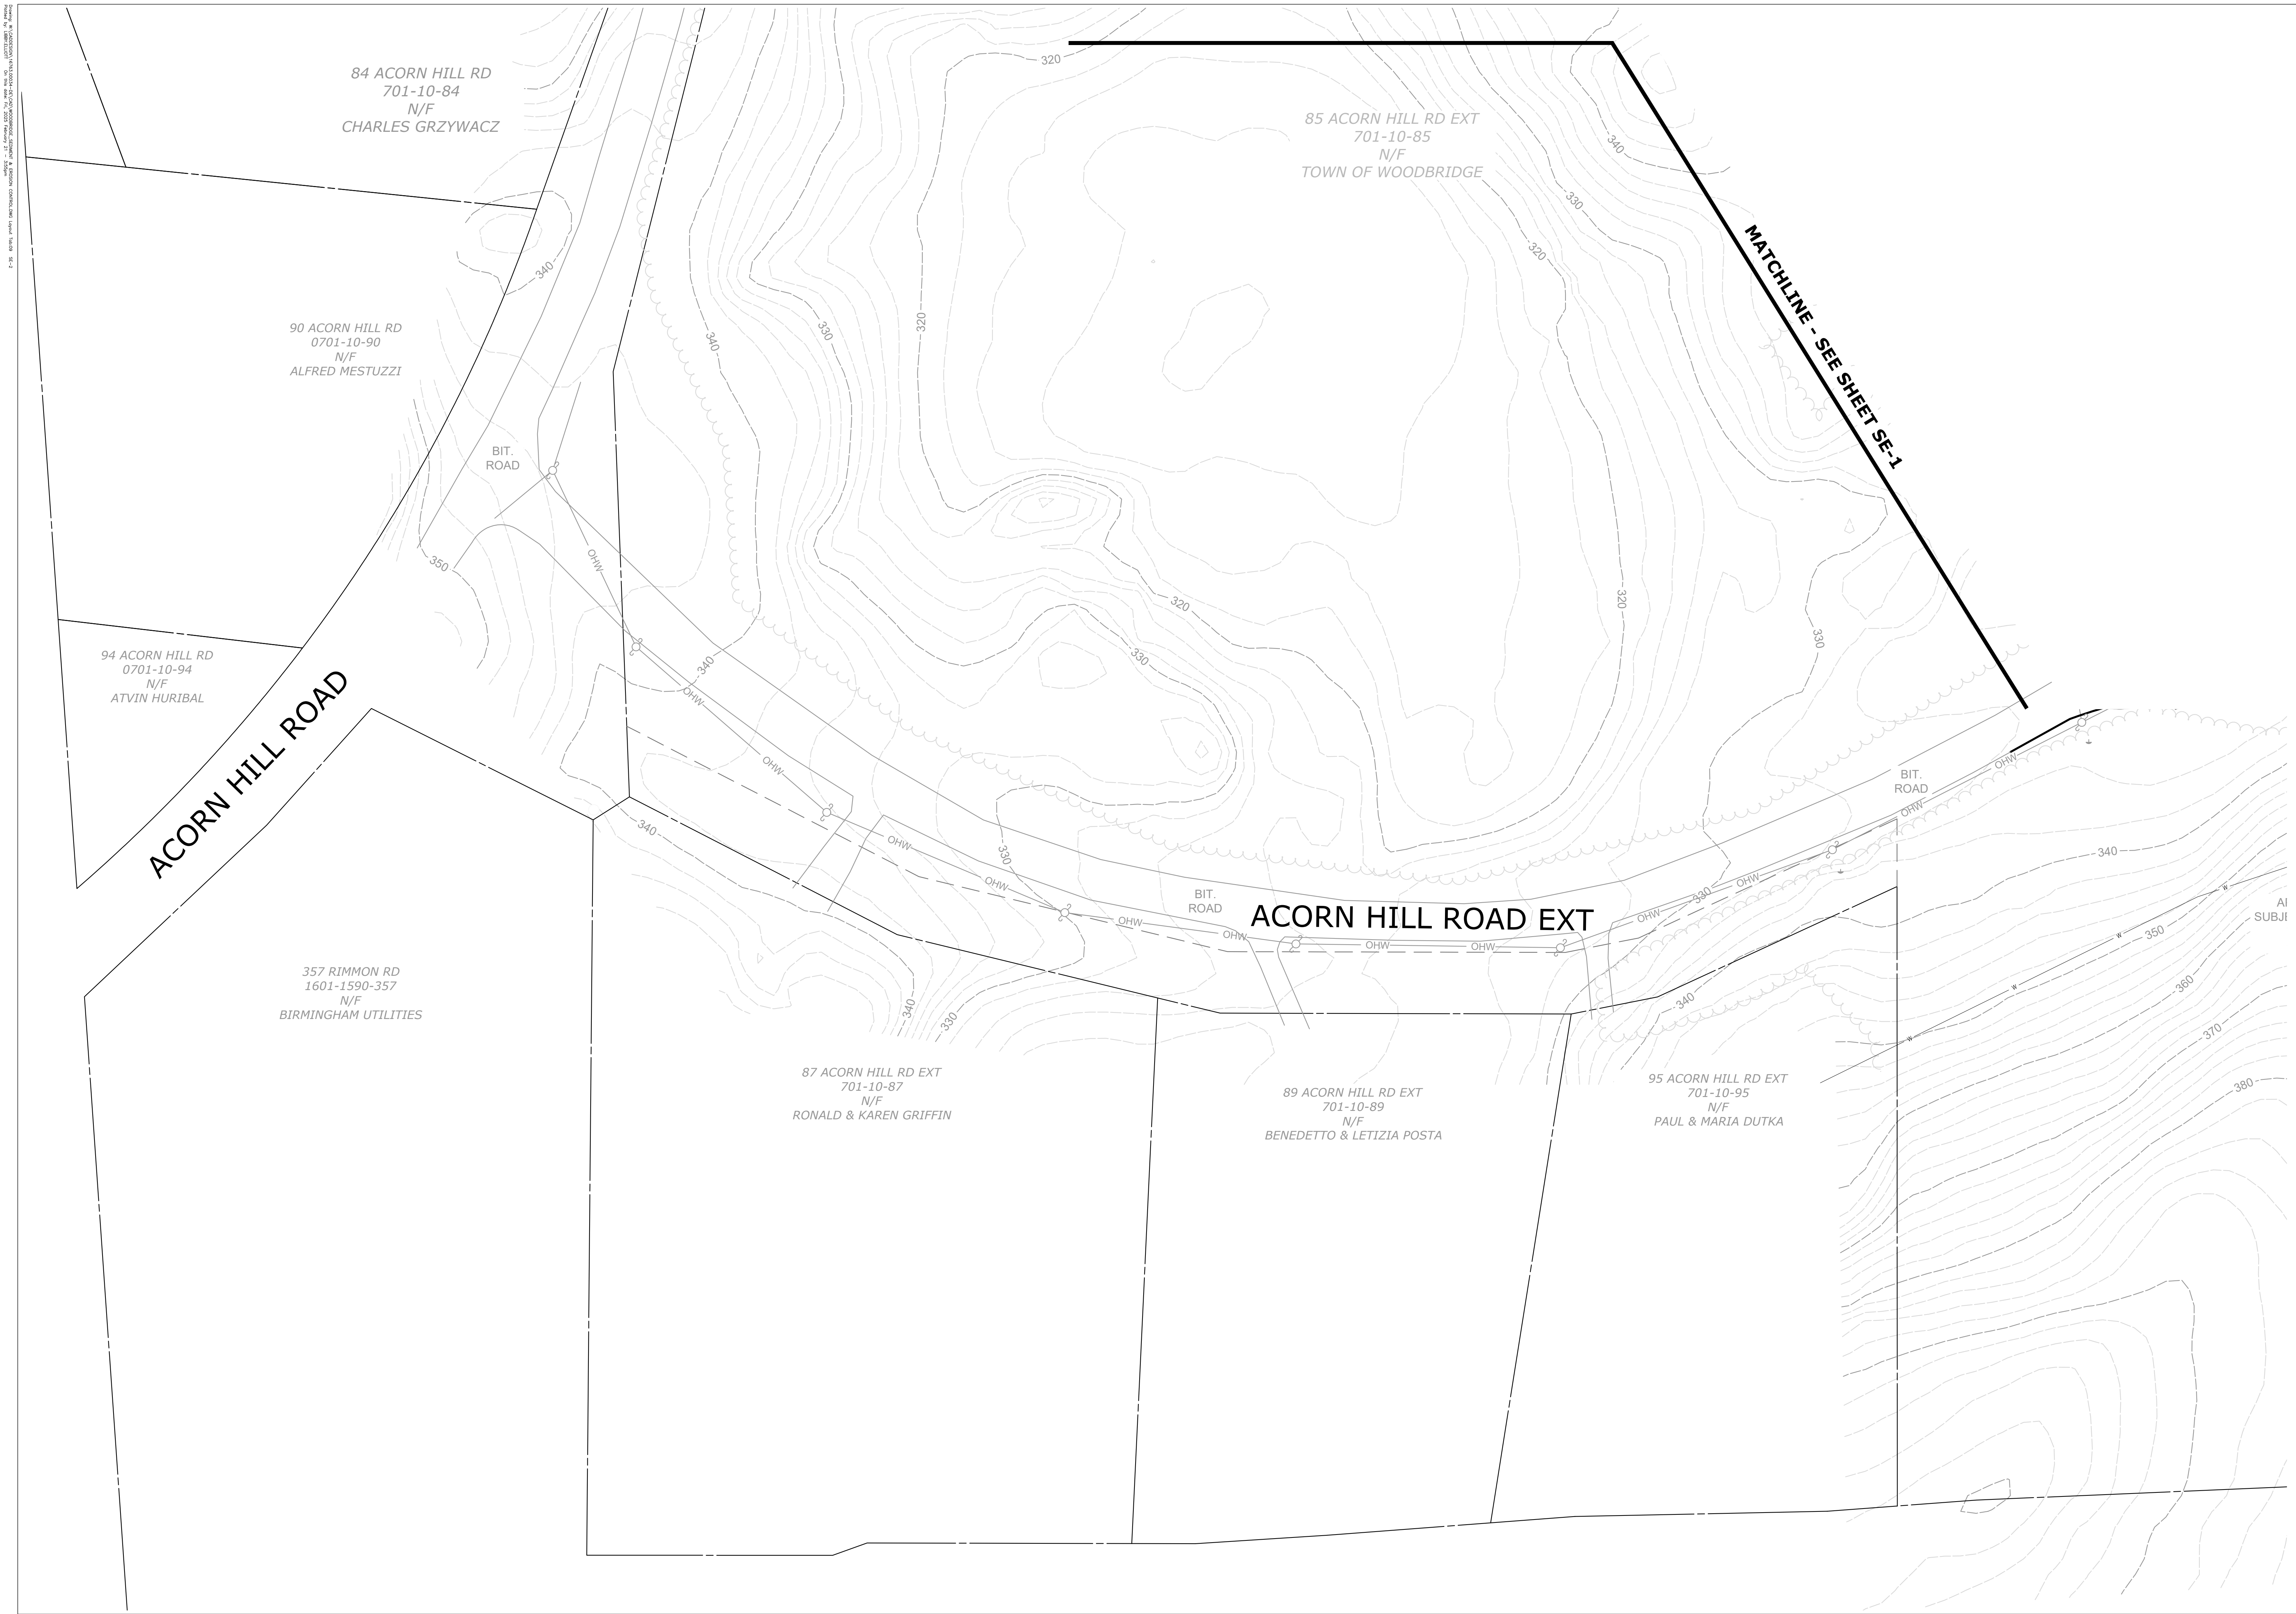 84 ACORN HILL RD
701-10-84
N/F
CHARLES GRZYWACZ
320
85 ACORN HILL RD EXT
701-10-85
N/F
TOWN OF WOODBRIDGE
340
330
320
340
MATCHLINE - SEE SHEET SE-1
90 ACORN HILL RD
0701-10-90
N/F
ALFRED MESTUZZI
340
330
320
BIT.
ROAD
350
OHW
320
320
330
330
94 ACORN HILL RD
0701-10-94
N/F
ATVIN HURIBAL
340
OHW
ACORN HILL ROAD
OHW
OHW
BIT.
ROAD
OHW
340
OHW
330
340
OHW
OHW
330
BIT.
ROAD
OHW
OHW
ACORN HILL ROAD EXT
OHW
OHW
OHW
W
W
W
W
AI
SUBJE
350
357 RIMMON RD
1601-1590-357
N/F
BIRMINGHAM UTILITIES
340
330
340
360
370
380
87 ACORN HILL RD EXT
701-10-87
N/F
RONALD & KAREN GRIFFIN
89 ACORN HILL RD EXT
701-10-89
N/F
BENEDETTO & LETIZIA POSTA
95 ACORN HILL RD EXT
701-10-95
N/F
PAUL & MARIA DUTKA